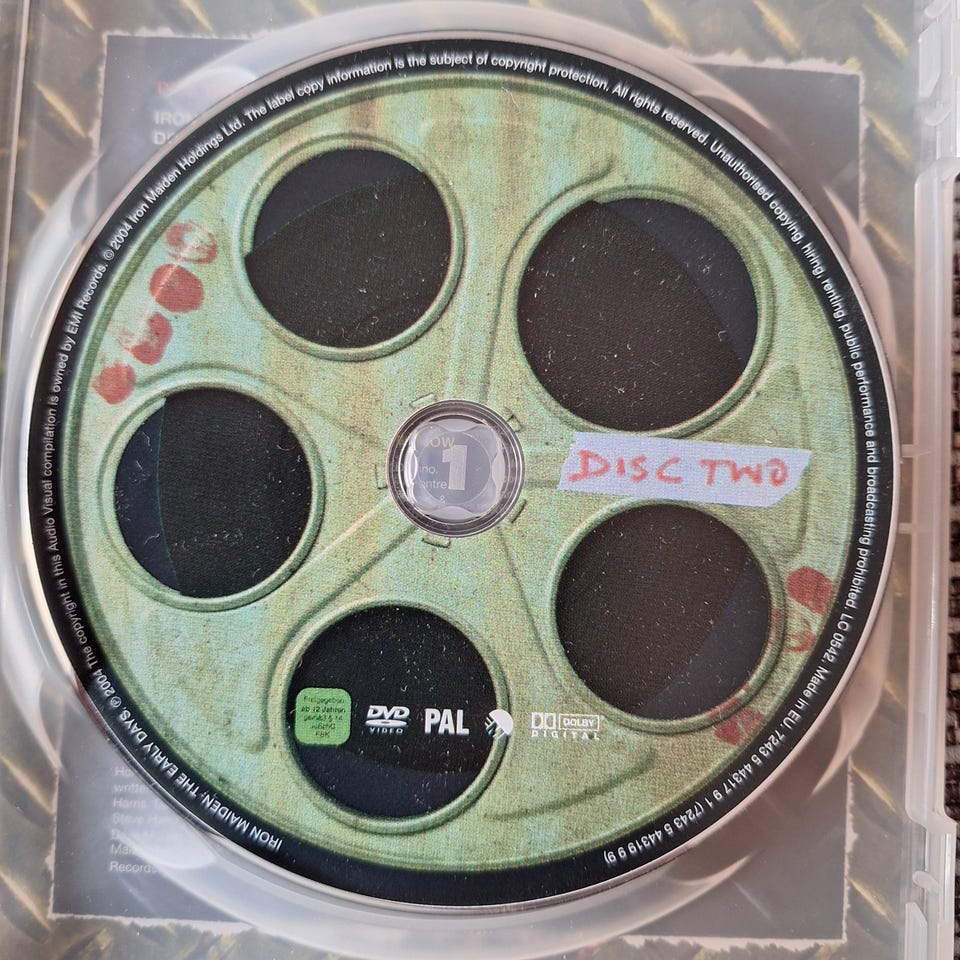 IRON MAIDEN: THE EARLY DAYS ℗ 2004 The copyright in this Audio Visual compilation is owned by EMI Records. © 2004 Iron Maiden Holdings Ltd. The label copy information is the subject of copyright protection. All rights reserved. Unauthorised copying, hiring, renting, public performance and broadcasting prohibited. LC 0542. Made in EU. 7243 5 44317 9 1 (7243 5 44319 9 9)
DISC TWO
1
no.
&
ab 12 Jahren
FSK
DVD
VIDEO
PAL
DOLBY
DIGITAL
Steve
Records